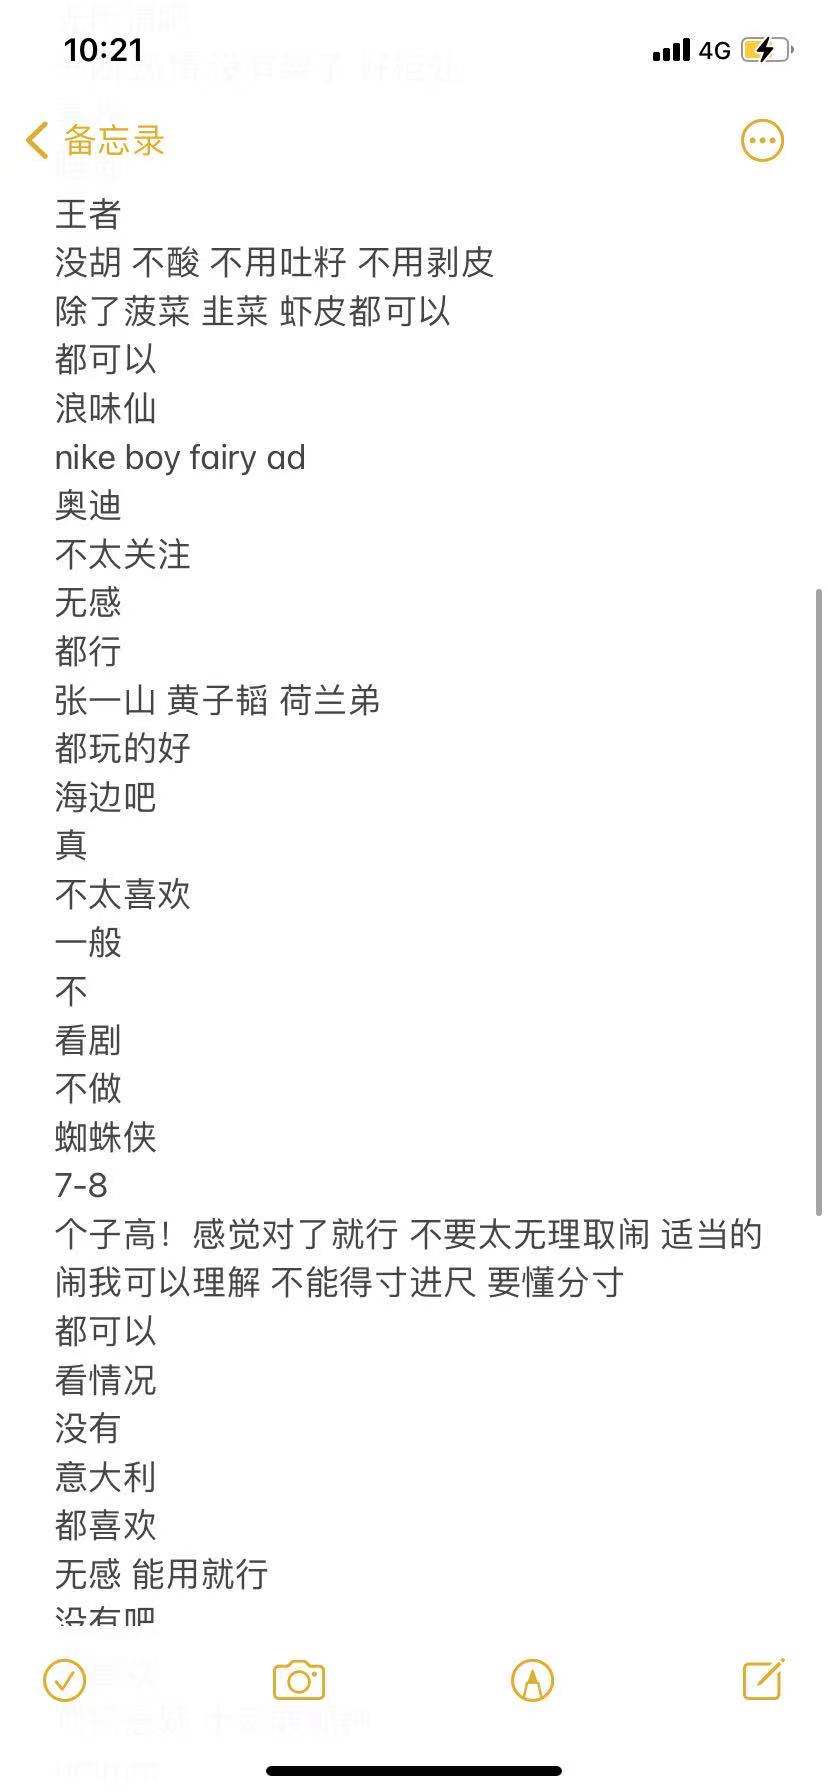 10:21
4G
备忘录
王者
没胡 不酸 不用吐籽 不用剥皮
除了菠菜 韭菜 虾皮都可以
都可以
浪味仙
nike boy fairy ad
奥迪
不太关注
无感
都行
张一山 黄子韬 荷兰弟
都玩的好
海边吧
真
不太喜欢
一般
不
看剧
不做
蜘蛛侠
7-8
个子高！感觉对了就行 不要太无理取闹 适当的
闹我可以理解 不能得寸进尺 要懂分寸
都可以
看情况
没有
意大利
都喜欢
无感 能用就行
没有吧